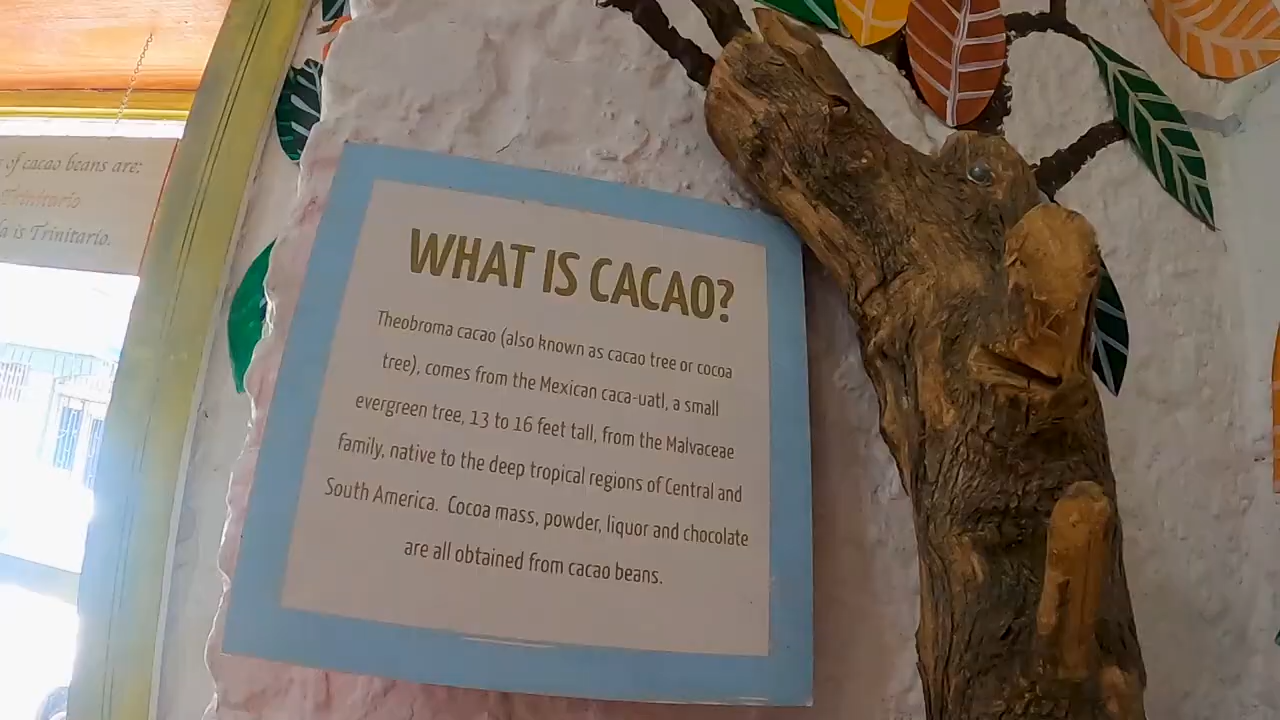 of cacao beans are:
Trinitario
is Trinitario.
WHAT IS CACAO?
Theobroma cacao (also known as cacao tree or cocoa
tree), comes from the Mexican caca-uatl, a small
evergreen tree, 13 to 16 feet tall, from the Malvaceae
family, native to the deep tropical regions of Central and
South America. Cocoa mass, powder, liquor and chocolate
are all obtained from cacao beans.